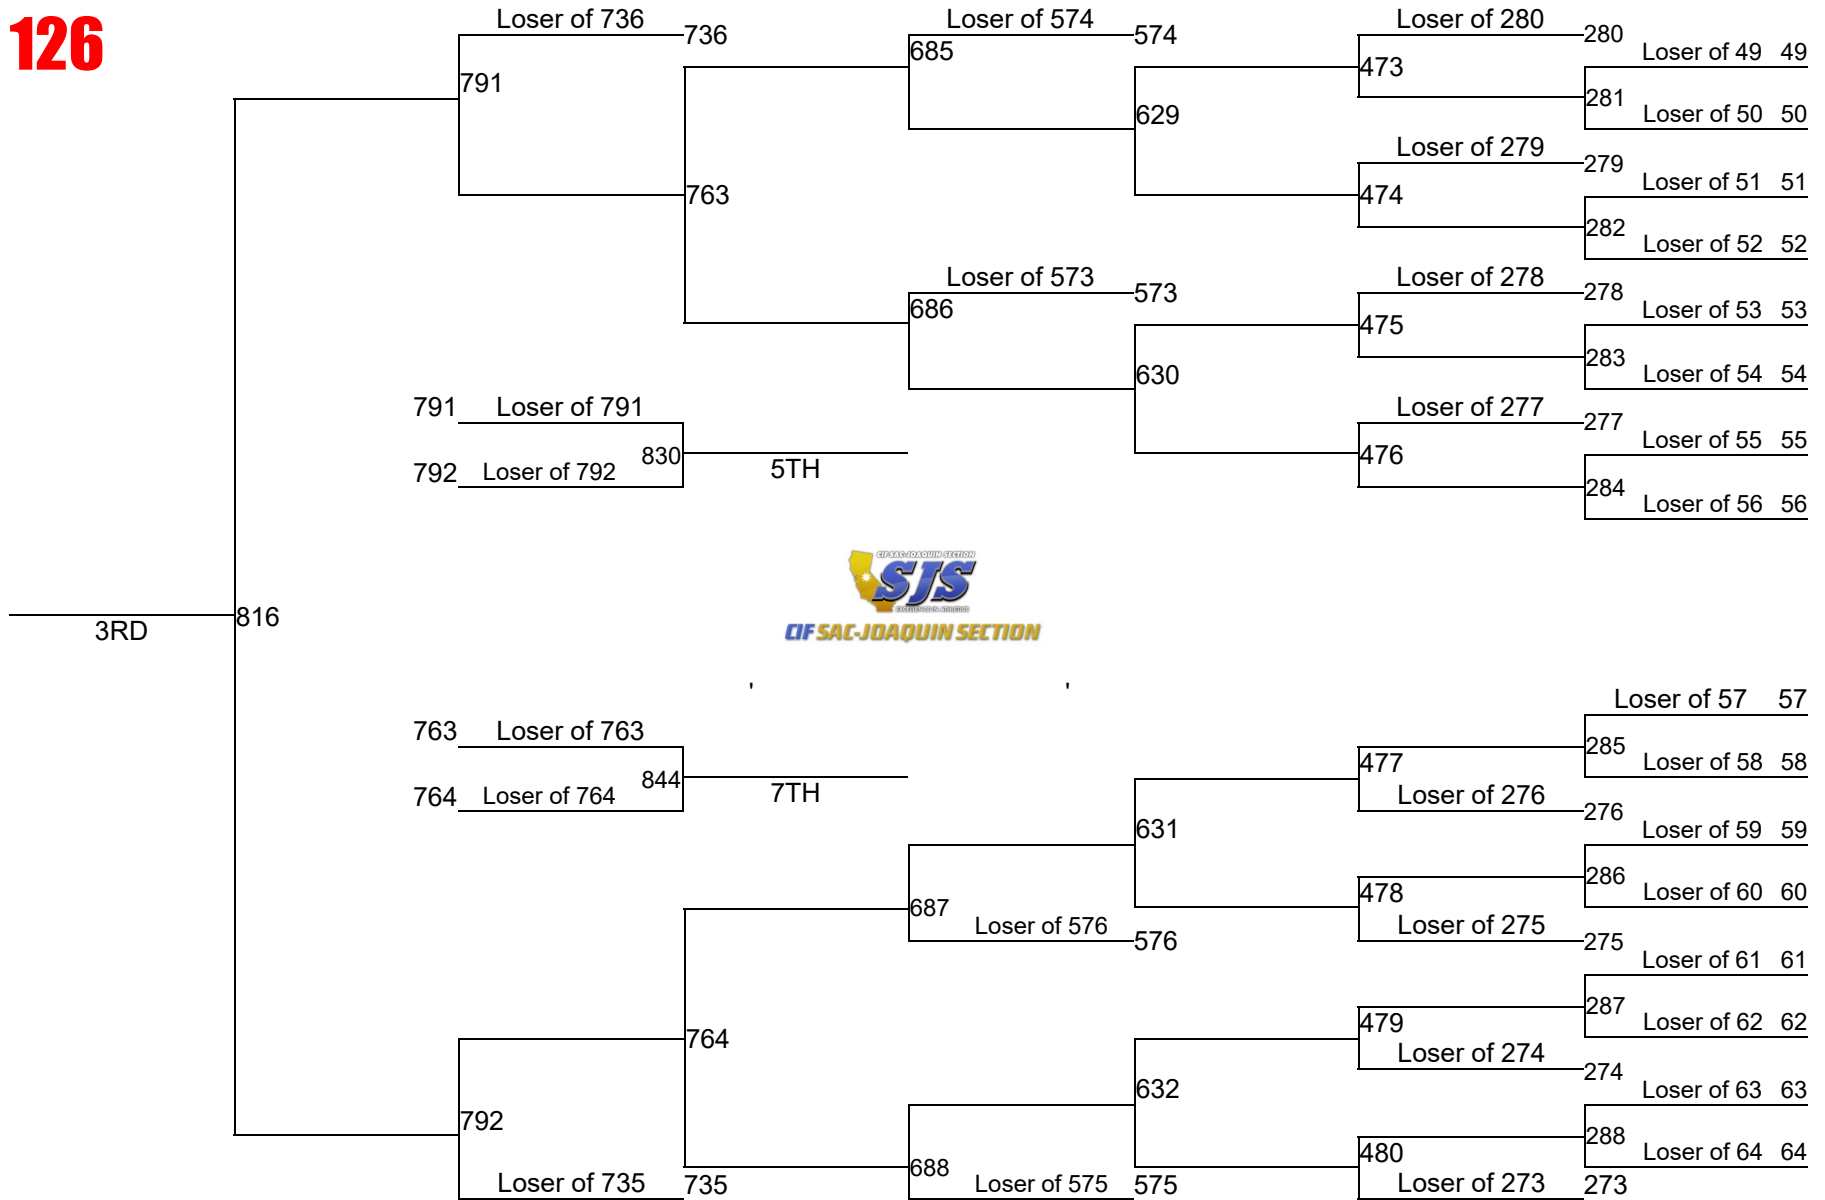 126
Loser of 736 736
Loser of 574 574
Loser of 280 280
Loser of 49 49
685
473
791
281
Loser of 50 50
629
Loser of 279 279
Loser of 51 51
763
474
282
Loser of 52 52
Loser of 573 573
Loser of 278 278
686
475
Loser of 53 53
283
630
Loser of 54 54
791 Loser of 791
Loser of 277 277
830
5TH
476
Loser of 55 55
792 Loser of 792
284
Loser of 56 56
CIF SAC-JOAQUIN SECTION
SJS
EXCELLENCE IN ATHLETICS
CIF SAC-JOAQUIN SECTION
816
3RD
' '
Loser of 57 57
763 Loser of 763
285
477
Loser of 58 58
844
7TH
764 Loser of 764
Loser of 276 276
631
Loser of 59 59
286
478
Loser of 60 60
687
Loser of 576 576
Loser of 275 275
Loser of 61 61
287
764
479
Loser of 62 62
Loser of 274 274
632
Loser of 63 63
792
288
480
Loser of 64 64
688
Loser of 735 735
Loser of 575 575
Loser of 273 273